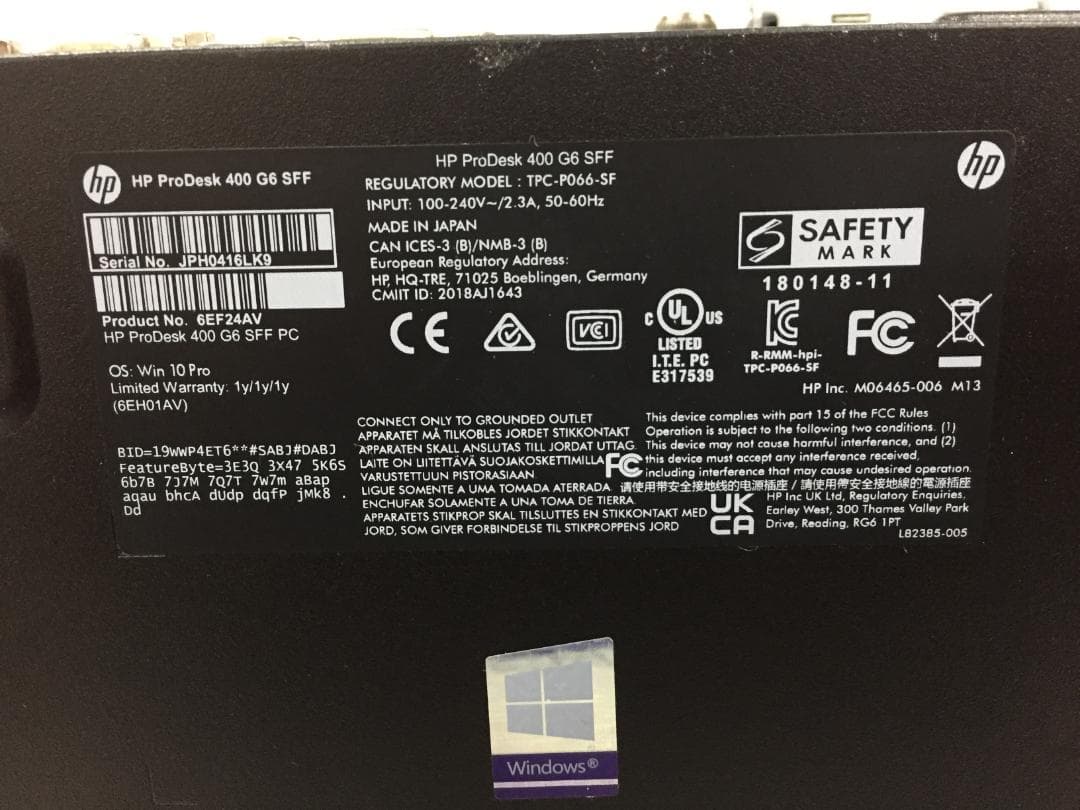 hp
HP ProDesk 400 G6 SFF
Serial No. JPH0416LK9
Product No. 6EF24AV
HP ProDesk 400 G6 SFF PC
OS: Win 10 Pro
Limited Warranty: 1y/1y/1y
(6EH01AV)
BID=19WWP4ET6**#SABJ#DABJ
FeatureByte=3E3Q 3X47 5K6S
6b7B 7J7M 7Q7T 7W7m aBap
aqau bhcA dUdp dqfP jMk8 .
Dd
HP ProDesk 400 G6 SFF
REGULATORY MODEL : TPC-P066-SF
INPUT: 100-240V~/2.3A, 50-60Hz
MADE IN JAPAN
CAN ICES-3 (B)/NMB-3 (B)
European Regulatory Address:
HP, HQ-TRE, 71025 Boeblingen, Germany
CMIIT ID: 2018AJ1643
CE
VCI
C UL US
LISTED
I.T.E. PC
E317539
hp
SAFETY
MARK
180148-11
R-RMM-hpi-
TPC-P066-SF
FC
HP Inc. M06465-006 M13
CONNECT ONLY TO GROUNDED OUTLET
APPARATET MÅ TILKOBLES JORDET STIKKONTAKT
APPARATEN SKALL ANSLUTAS TILL JORDAT UTTAG
LAITE ON LIITETTÄVÄ SUOJAKOSKETTIMILLA
VARUSTETTUUN PISTORASIAAN
LIGUE SOMENTE A UMA TOMADA ATERRADA 请使用带安全接地线的电源插座 / 請使用帶安全接地線的電源插座
ENCHUFAR SOLAMENTE A UNA TOMA DE TIERRA
APPARATETS STIKPROP SKAL TILSLUTTES EN STIKKONTAKT MED
JORD, SOM GIVER FORBINDELSE TIL STIKPROPPENS JORD
FC
This device complies with part 15 of the FCC Rules
Operation is subject to the following two conditions. (1)
This device may not cause harmful interference, and (2)
this device must accept any interference received,
including interference that may cause undesired operation.
UK
CA
HP Inc UK Ltd, Regulatory Enquiries,
Earley West, 300 Thames Valley Park
Drive, Reading, RG6 1PT
L82385-005
Windows®